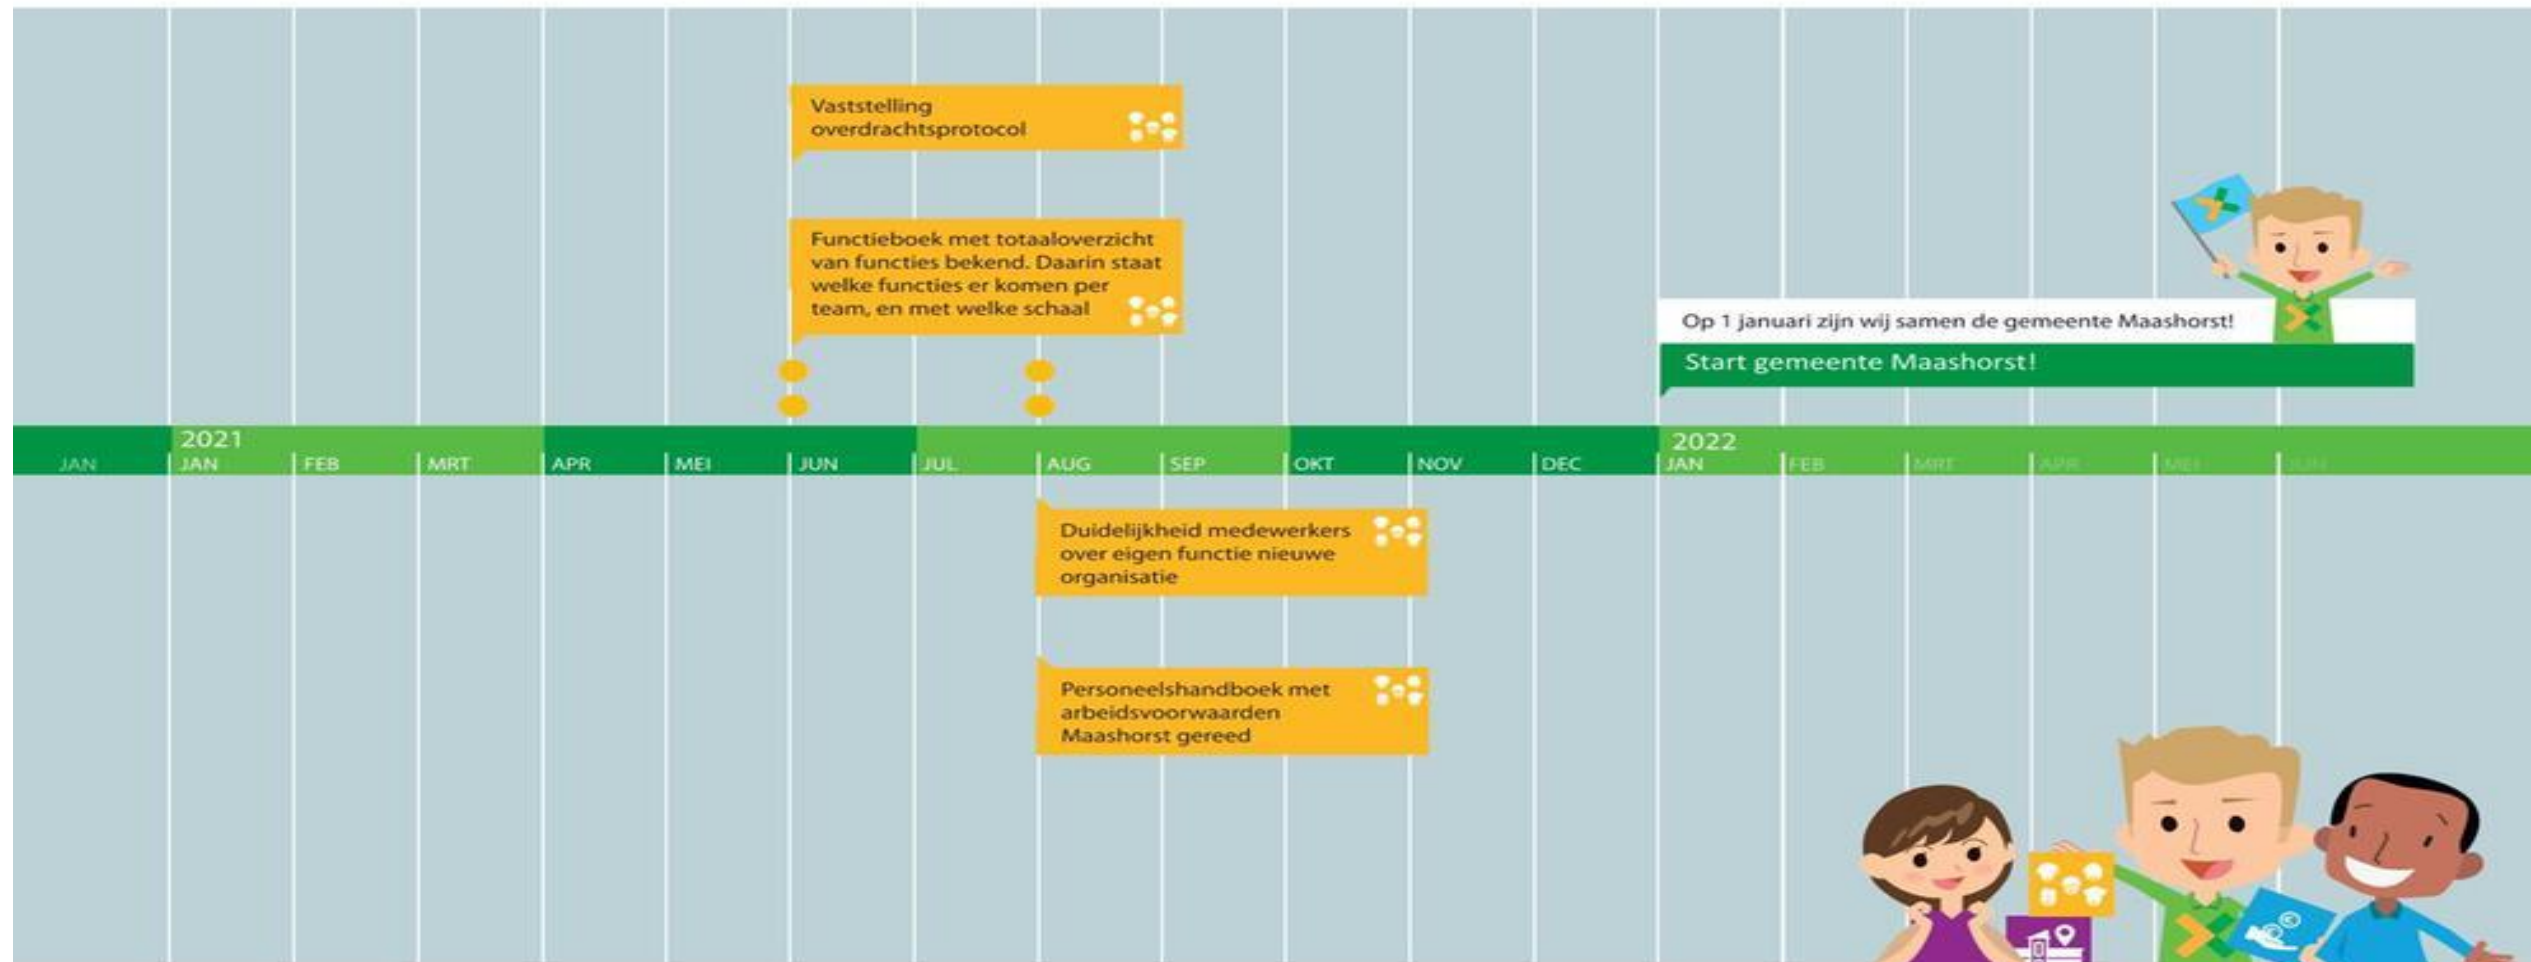 Vaststelling
overdrachtsprotocol
Functieboek met totaaloverzicht
van functies bekend. Daarin staat
welke functies er komen per
team, en met welke schaal
Op 1 januari zijn wij samen de gemeente Maashorst!
Start gemeente Maashorst!
2021
2022
JAN JAN FEB MRT APR MEI JUN JUL AUG SEP OKT NOV DEC JAN FEB MRT APR MEI JUN
Duidelijkheid medewerkers
over eigen functie nieuwe
organisatie
Personeelshandboek met
arbeidsvoorwaarden
Maashorst gereed